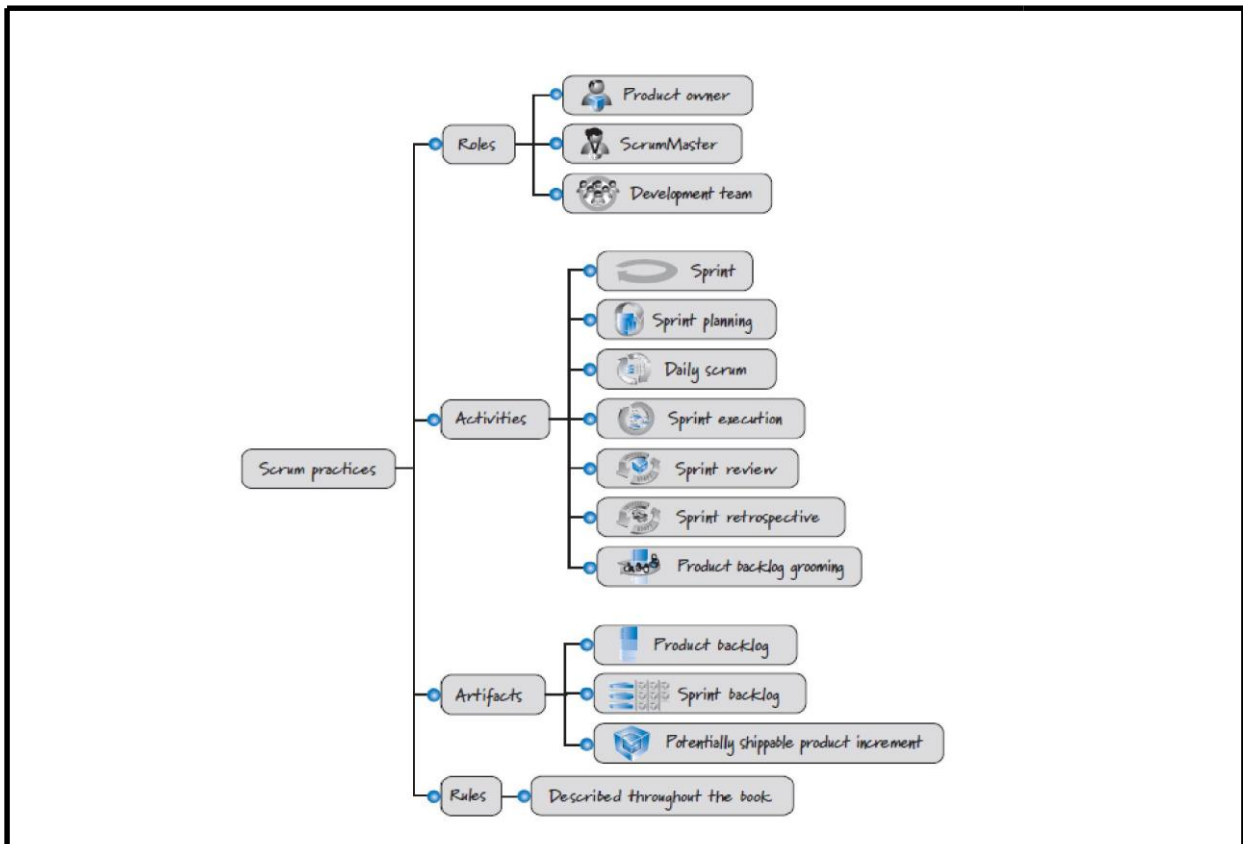 Scrum practices
Roles
Product owner
ScrumMaster
Development team
Activities
Sprint
Sprint planning
Daily scrum
Sprint execution
Sprint review
Sprint retrospective
Product backlog grooming
Artifacts
Product backlog
Sprint backlog
Potentially shippable product increment
Rules
Described throughout the book